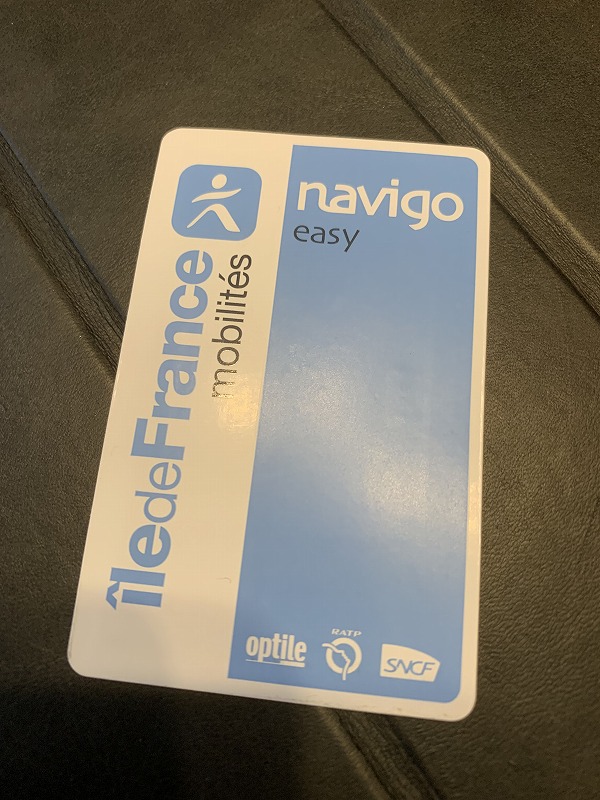 navigo
easy
îledeFrance
mobilités
optile
RATP
SNCF